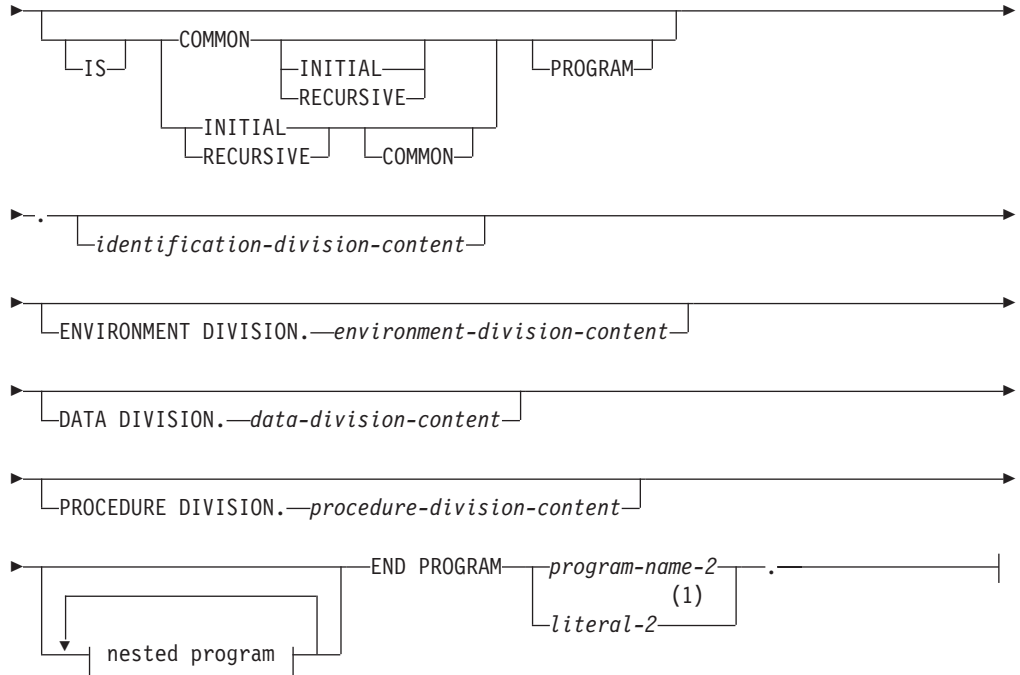 COMMON
IS INITIAL PROGRAM
RECURSIVE
INITIAL
RECURSIVE COMMON
.
identification-division-content
ENVIRONMENT DIVISION. environment-division-content
DATA DIVISION. data-division-content
PROCEDURE DIVISION. procedure-division-content
END PROGRAM program-name-2 .
(1)
literal-2
nested program